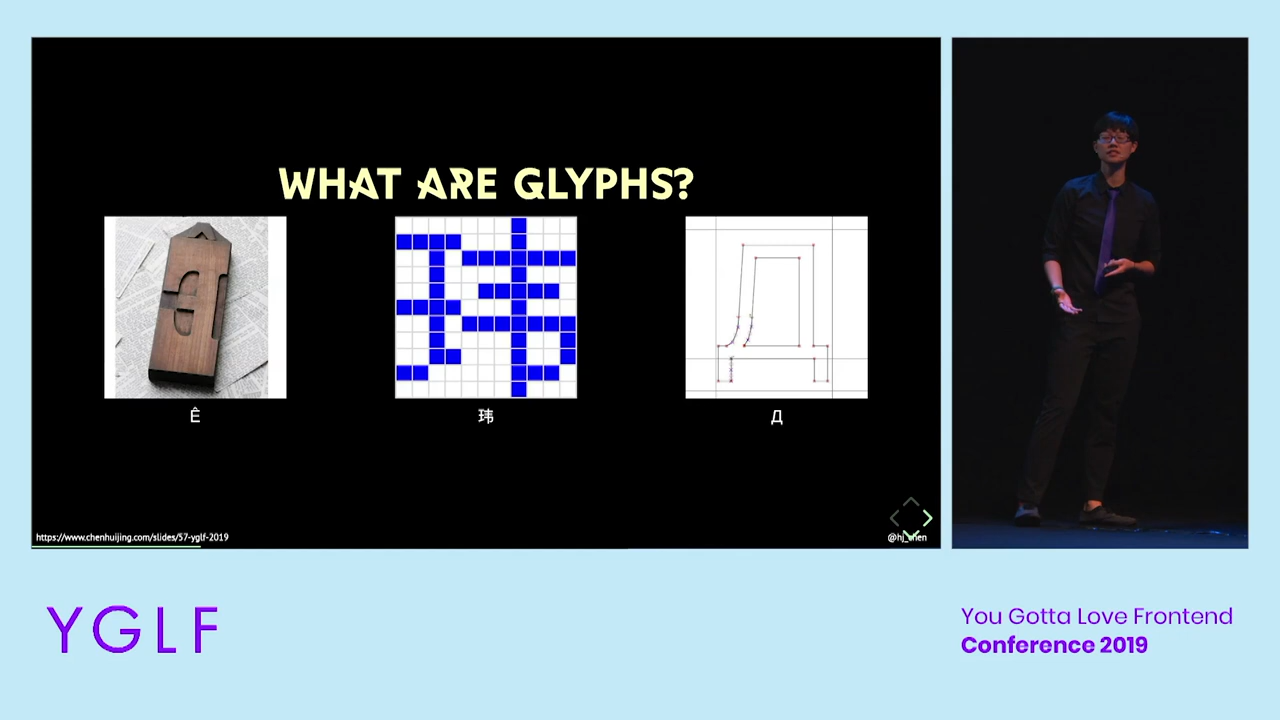 WHAT ARE GLYPHS?
Ê
玮
Д
https://www.chenhuijing.com/slides/57-yglf-2019
@hj_chen
YGLF
You Gotta Love Frontend
Conference 2019